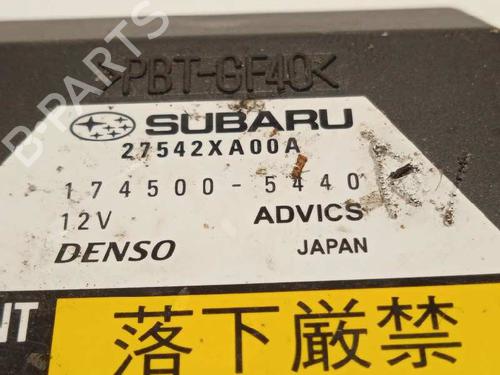 >PBT-GF40<
SUBARU
27542XA00A
174500-5440
12V ADVICS
DENSO JAPAN
落下厳禁
B-PARTS